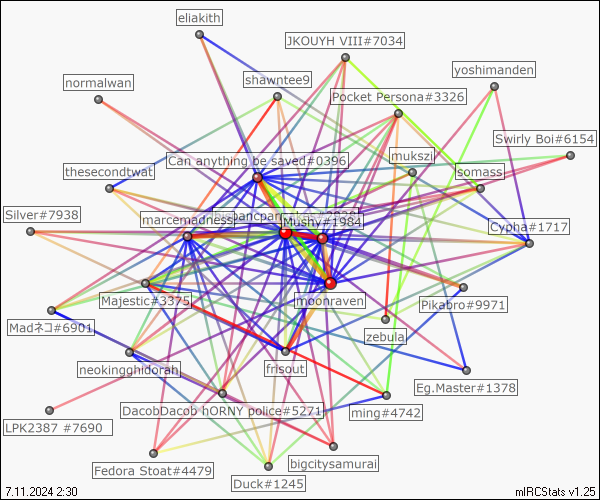 eliakith
JKOUYH VIII#7034
shawntee9
yoshimanden
normalwan
Pocket Persona#3326
Swirly Boi#6154
Can anything be saved#0396
mukszil
thesecondtwat
somass
Silver#7938
marcemadness
Mushy#1984
Cypha#1717
Majestic#3375
moonraven
Pikabro#9971
Madネコ#6901
zebula
neokingghidorah
frisout
Eg.Master#1378
DacobDacob hORNY police#5271
ming#4742
LPK2387 #7690
Fedora Stoat#4479
bigcitysamurai
Duck#1245
7.11.2024 2:30
mIRCStats v1.25